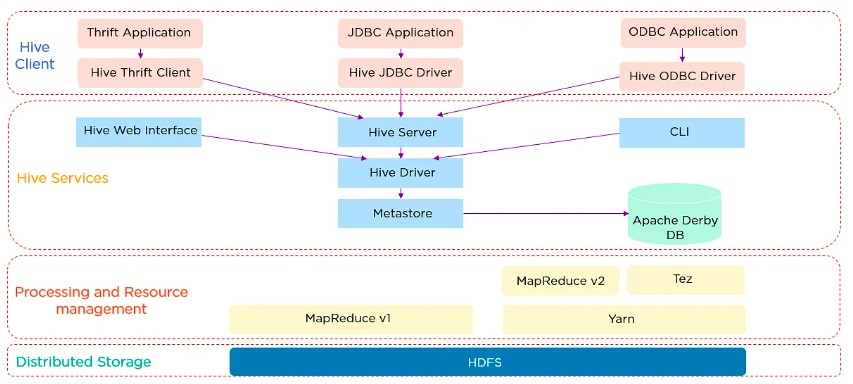 Hive
Client
Thrift Application
JDBC Application
ODBC Application
Hive Thrift Client
Hive JDBC Driver
Hive ODBC Driver
Hive Services
Hive Web Interface
Hive Server
CLI
Hive Driver
Metastore
Apache Derby
DB
Processing and Resource
management
MapReduce v2
Tez
MapReduce v1
Yarn
Distributed Storage
HDFS